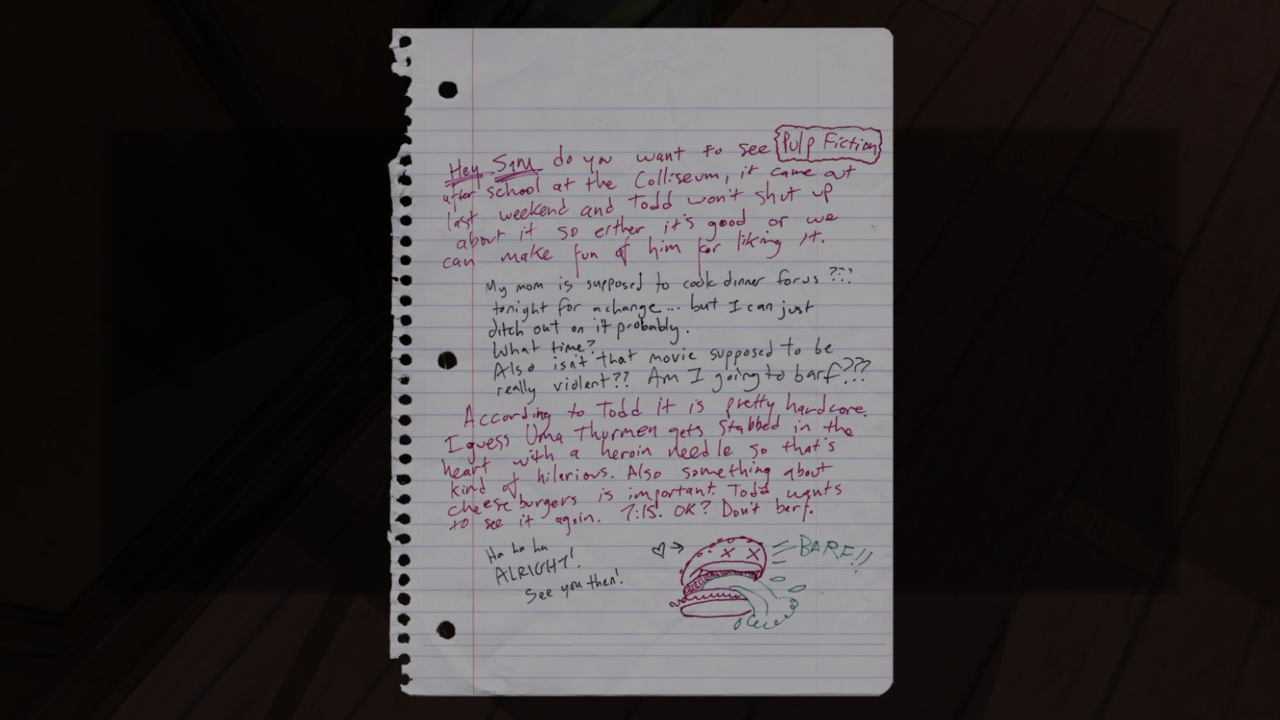 Hey Sam do you want to see Pulp Fiction
after school at the Colliseum, it came out
last weekend and Todd won't shut up
about it so either it's good or we
can make fun of him for liking it.
My mom is supposed to cook dinner for us ???
tonight for a change... but I can just
ditch out on it probably.
What time?
Also isn't that movie supposed to be
really violent?? Am I going to barf???
According to Todd it is pretty hardcore.
I guess Uma Thurmen gets stabbed in the
heart with a heroin needle so that's
kind of hilarious. Also something about
cheeseburgers is important. Todd wants
to see it again. 7:15. OK? Don't barf.
Ha ha ha
ALRIGHT!
See you then!
BARF!!